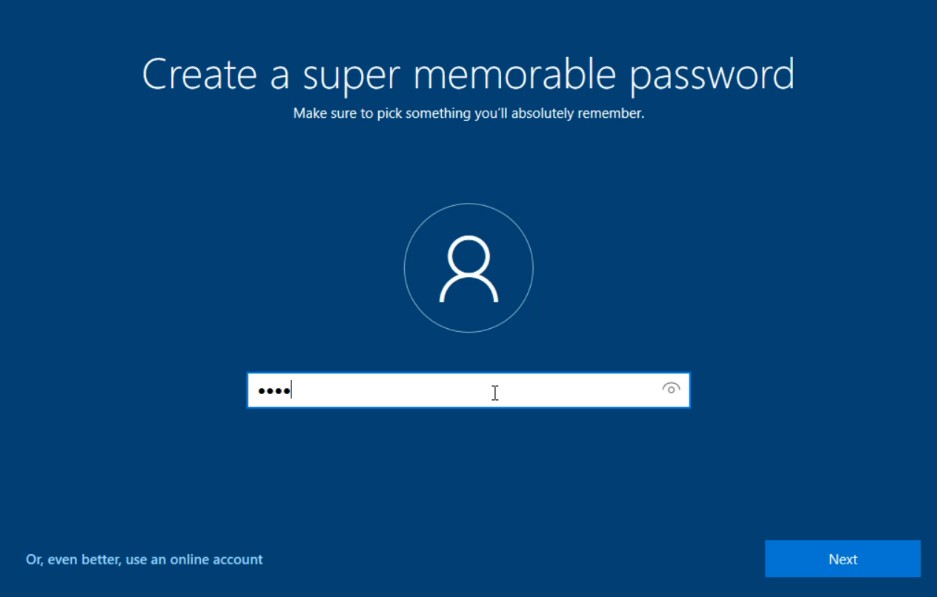 Create a super memorable password
Make sure to pick something you'll absolutely remember.
••••
Or, even better, use an online account
Next